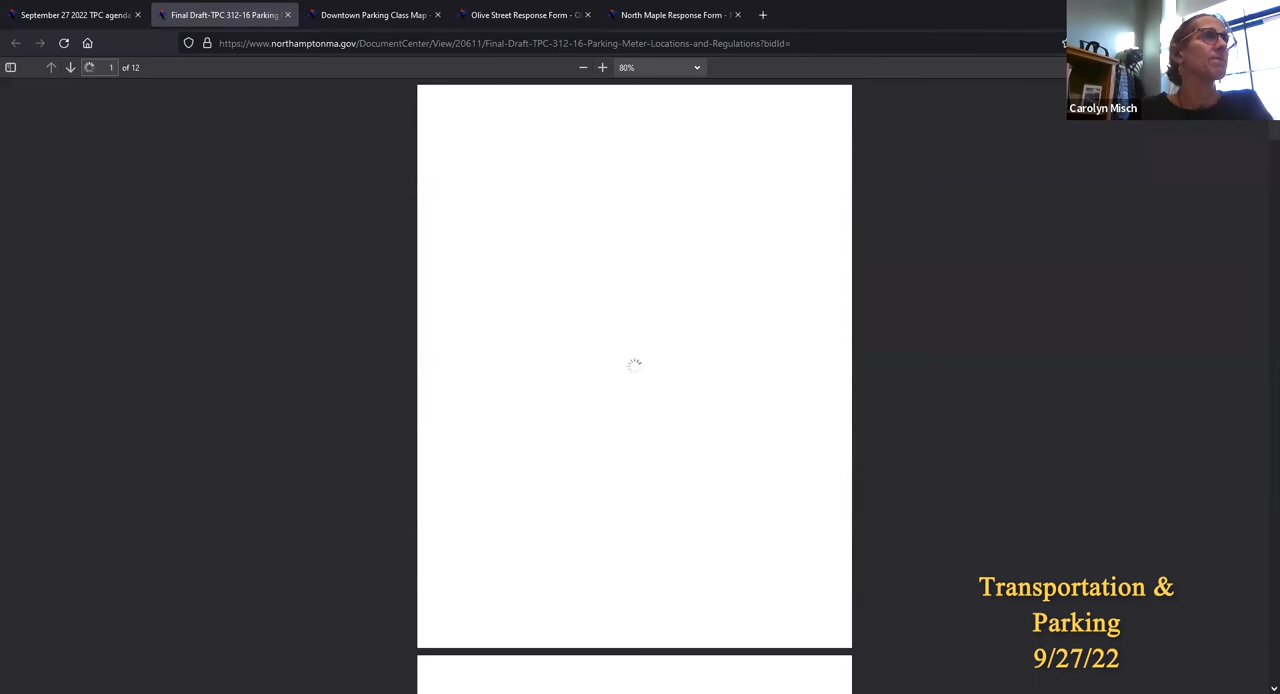 September 27 2022 TPC agenda
Final Draft-TPC 312-16 Parking
Downtown Parking Class Map -
Olive Street Response Form - O
North Maple Response Form -
https://www.northamptonma.gov/DocumentCenter/View/20611/Final-Draft-TPC-312-16-Parking-Meter-Locations-and-Regulations?bidId=
1 of 12
80%
Carolyn Misch
Transportation &
Parking
9/27/22